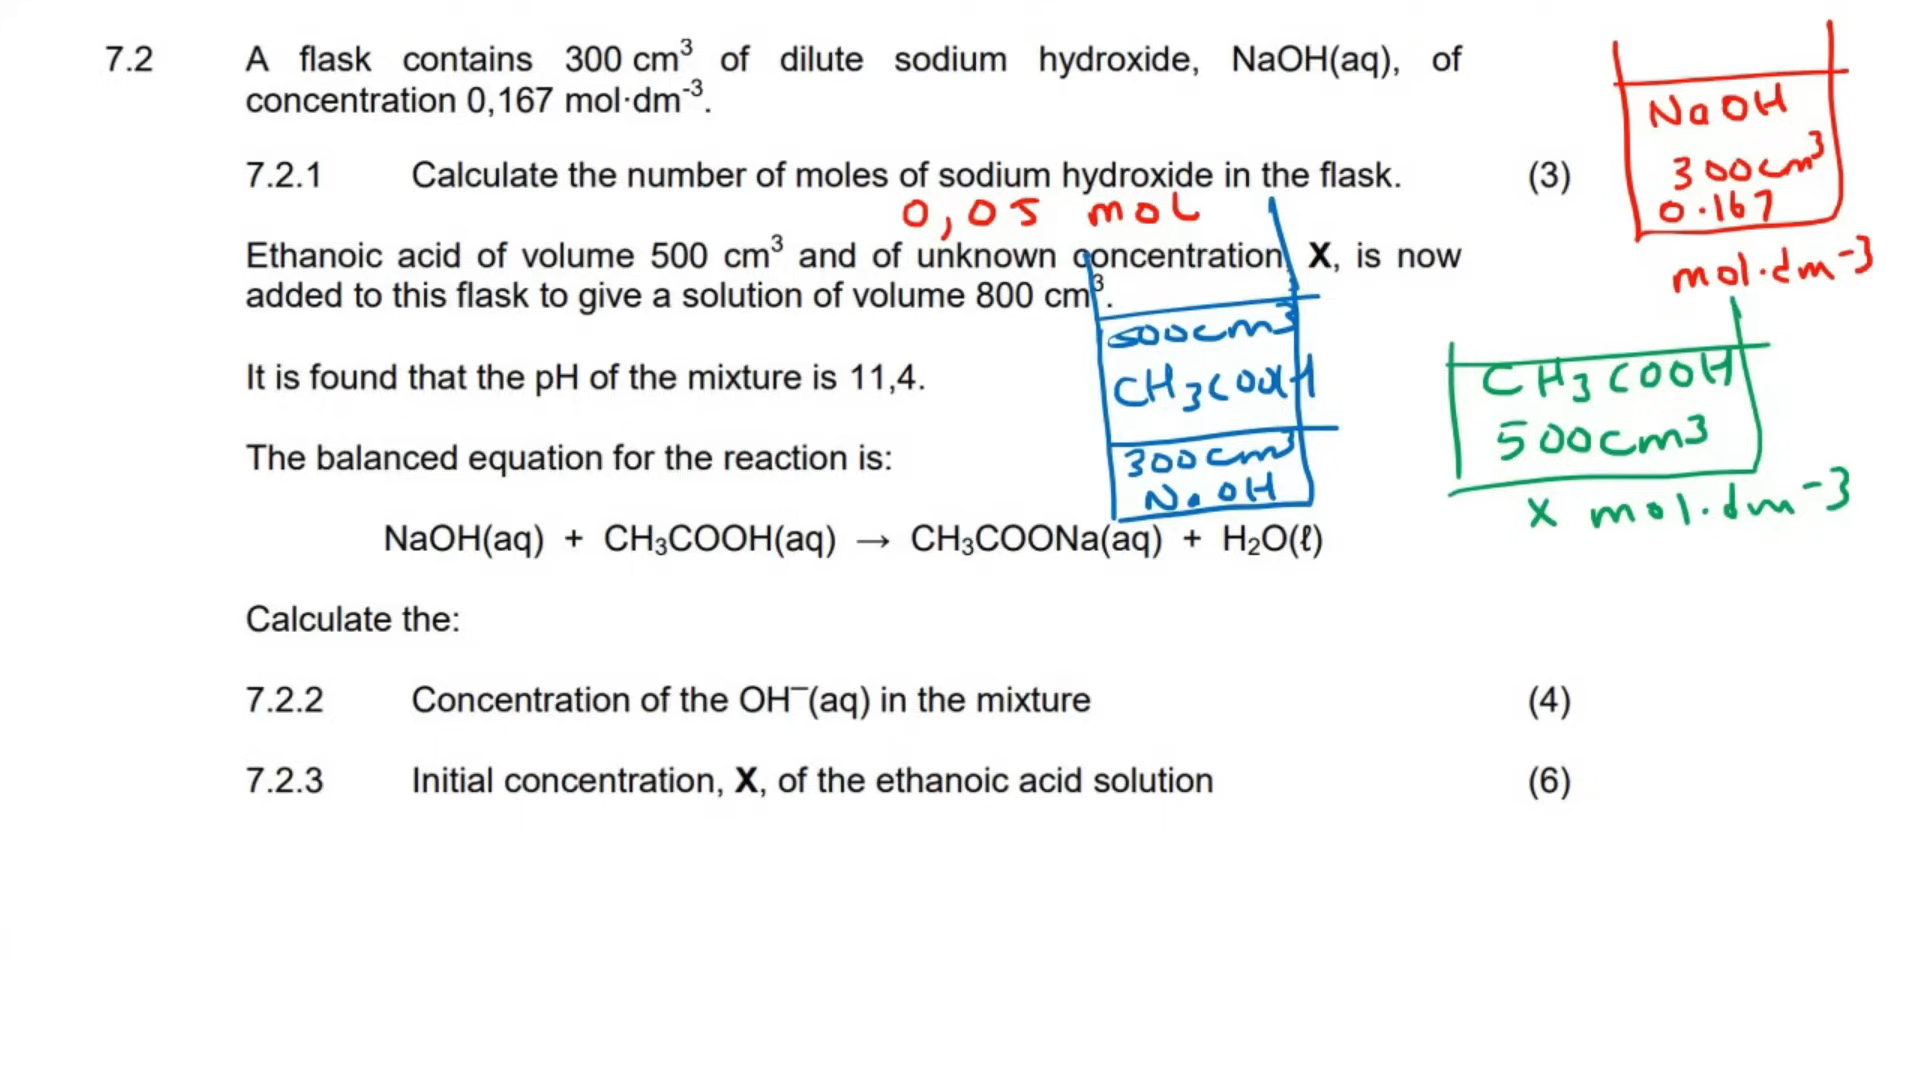 7.2 A flask contains 300 cm³ of dilute sodium hydroxide, NaOH(aq), of
concentration 0,167 mol·dm⁻³.
7.2.1 Calculate the number of moles of sodium hydroxide in the flask. (3)
0,05 mol
Ethanoic acid of volume 500 cm³ and of unknown concentration, X, is now
added to this flask to give a solution of volume 800 cm³.
It is found that the pH of the mixture is 11,4.
The balanced equation for the reaction is:
NaOH(aq) + CH₃COOH(aq) → CH₃COONa(aq) + H₂O(ℓ)
Calculate the:
7.2.2 Concentration of the OH⁻(aq) in the mixture (4)
7.2.3 Initial concentration, X, of the ethanoic acid solution (6)
NaOH
300cm³
0.167
mol.dm-3
500cm3
CH3COOH
300cm3
NaOH
CH3COOH
500cm3
x mol.dm-3